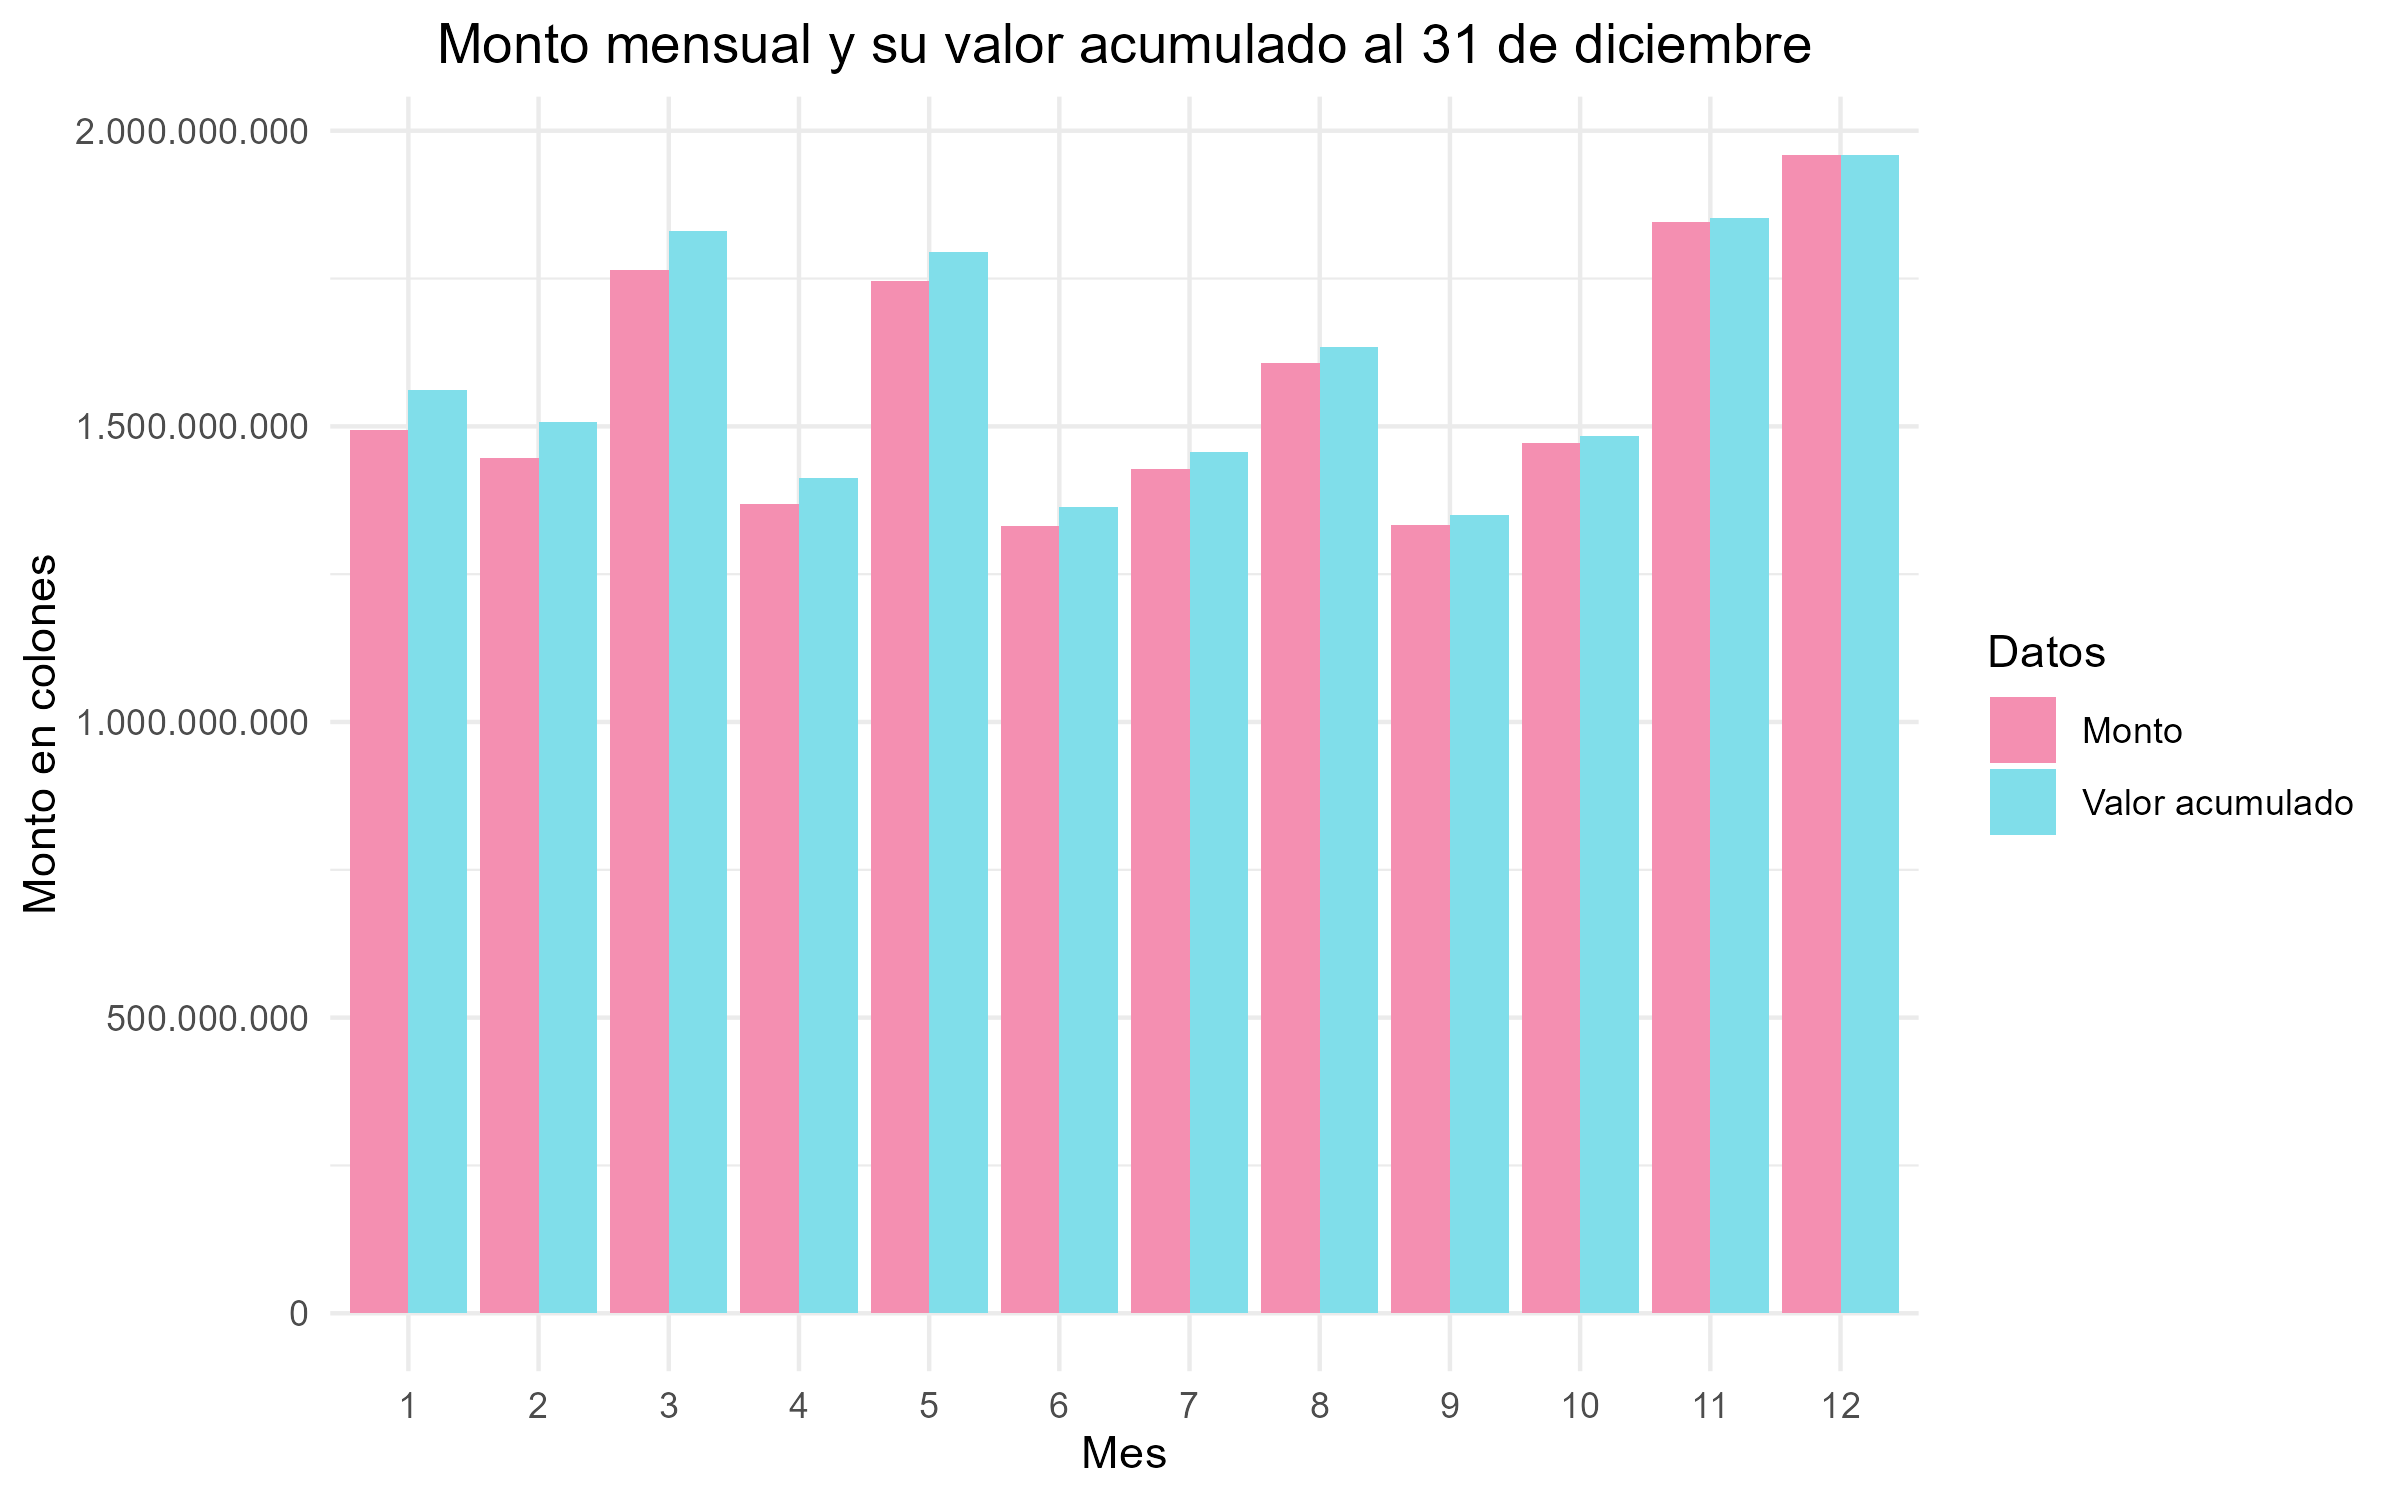 Monto mensual y su valor acumulado al 31 de diciembre
Monto en colones
2.000.000.000
1.500.000.000
1.000.000.000
500.000.000
0
1 2 3 4 5 6 7 8 9 10 11 12
Mes
Datos
Monto
Valor acumulado